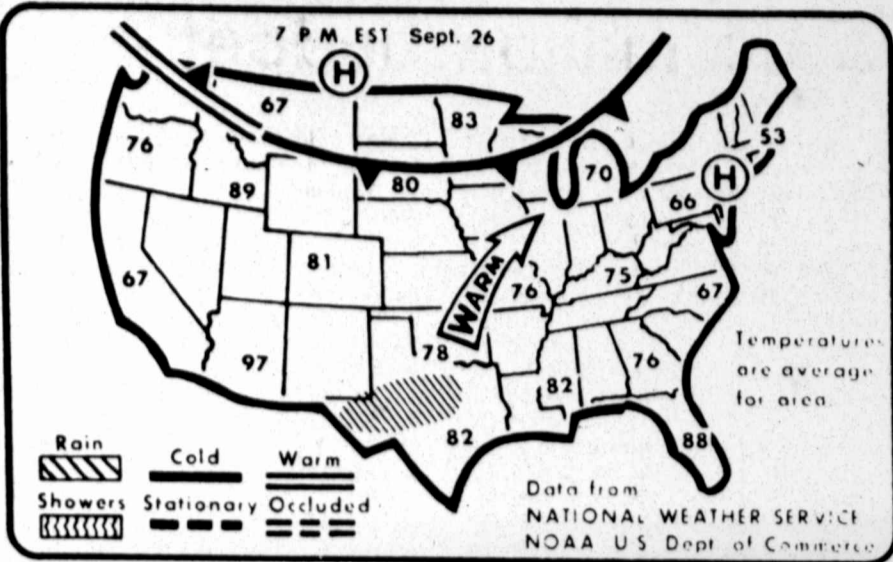 7 P.M. EST Sept. 26
H
67
83
53
76
H
70
89
80
66
81
67
WARM
76
75
67
78
97
76
82
82
88
Temperatures
are average
for area.
Rain
Cold
Warm
Showers
Stationary
Occluded
Data from
NATIONAL WEATHER SERVICE
NOAA U S Dept. of Commerce